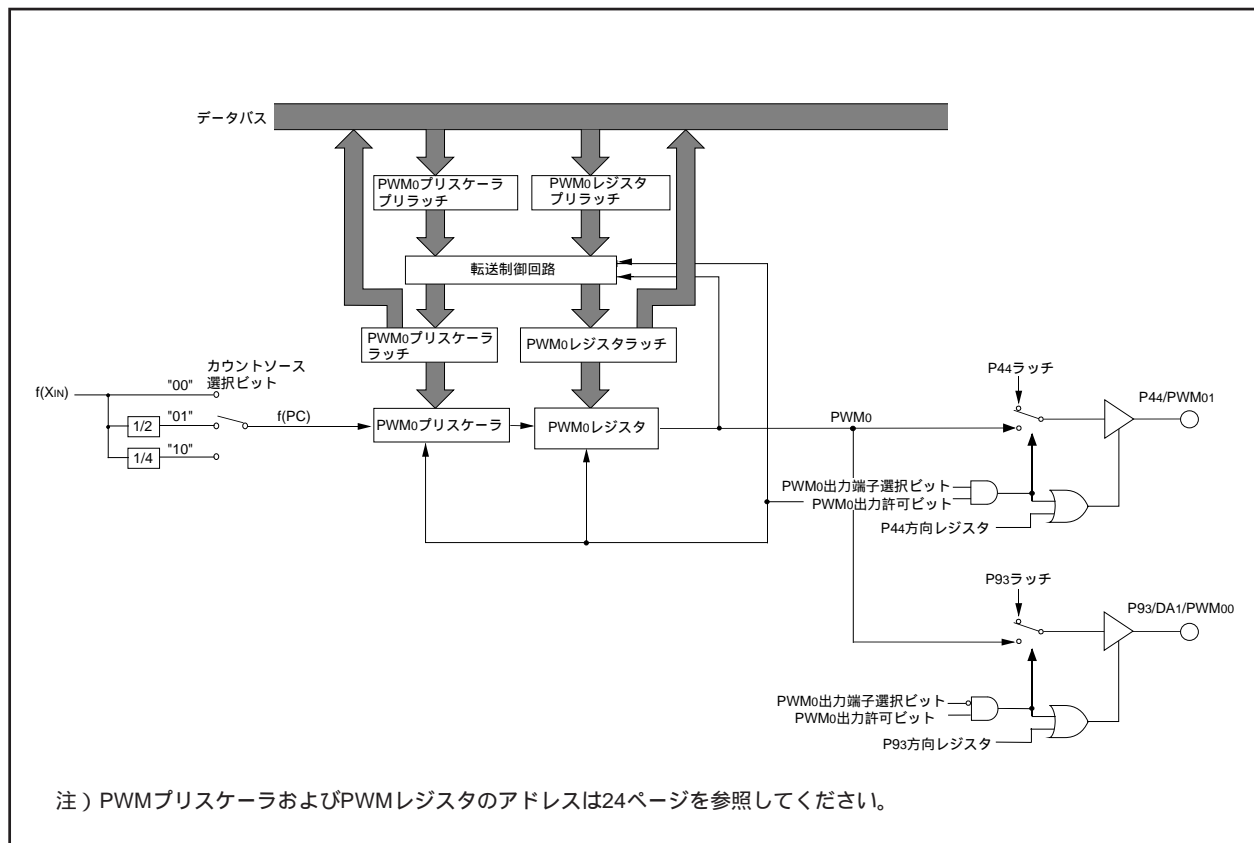 データバス
PWM0プリスケーラ
プリラッチ
PWM0レジスタ
プリラッチ
転送制御回路
PWM0プリスケーラ
ラッチ
PWM0レジスタラッチ
カウントソース
選択ビット
f(XIN)
"00"
1/2
"01"
f(PC)
1/4
"10"
PWM0プリスケーラ
PWM0レジスタ
PWM0
P44ラッチ
P44/PWM01
PWM0出力端子選択ビット
PWM0出力許可ビット
P44方向レジスタ
P93ラッチ
P93/DA1/PWM00
PWM0出力端子選択ビット
PWM0出力許可ビット
P93方向レジスタ
注）PWMプリスケーラおよびPWMレジスタのアドレスは24ページを参照してください。